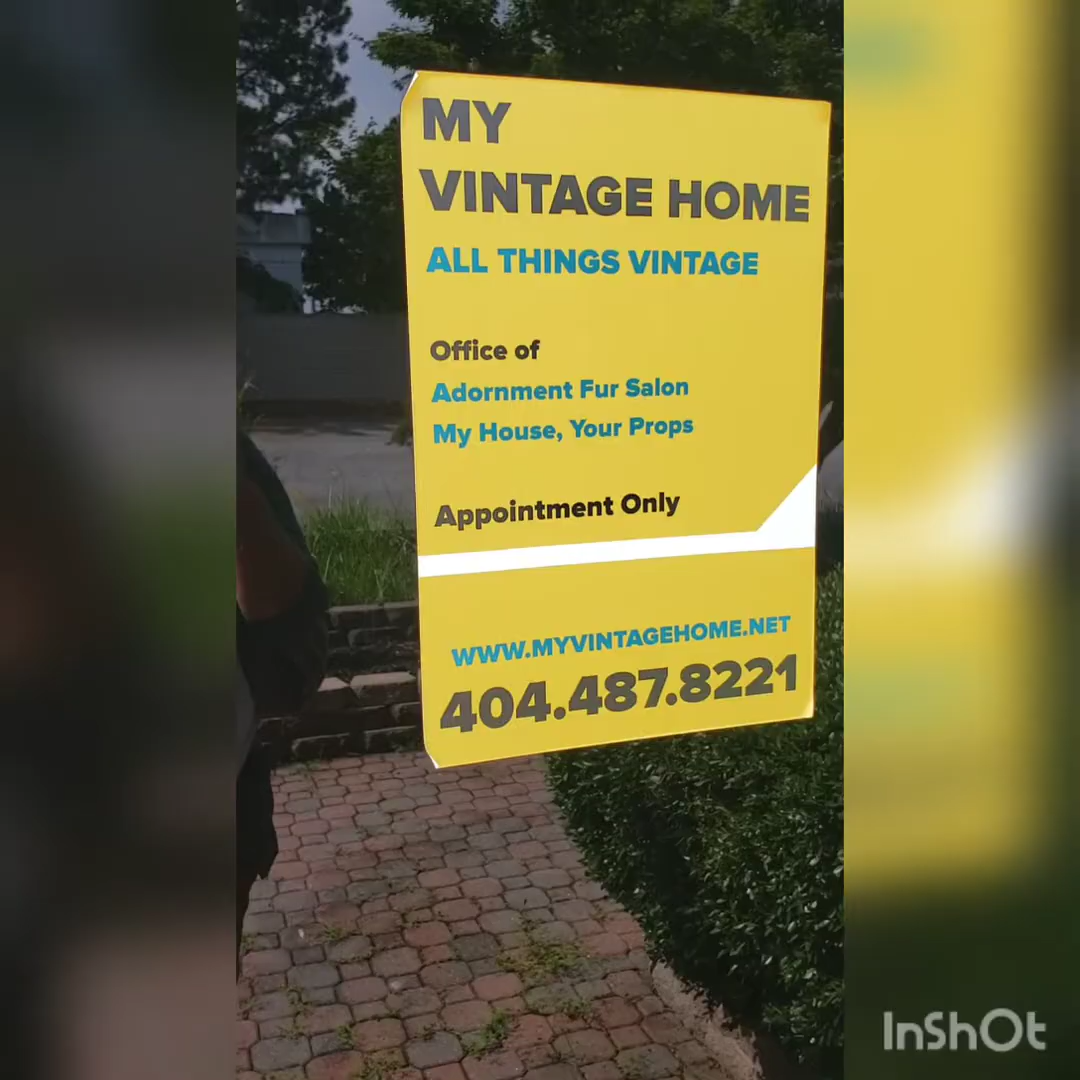 MY
VINTAGE HOME
ALL THINGS VINTAGE
Office of
Adornment Fur Salon
My House, Your Props
Appointment Only
WWW.MYVINTAGEHOME.NET
404.487.8221
InShOt